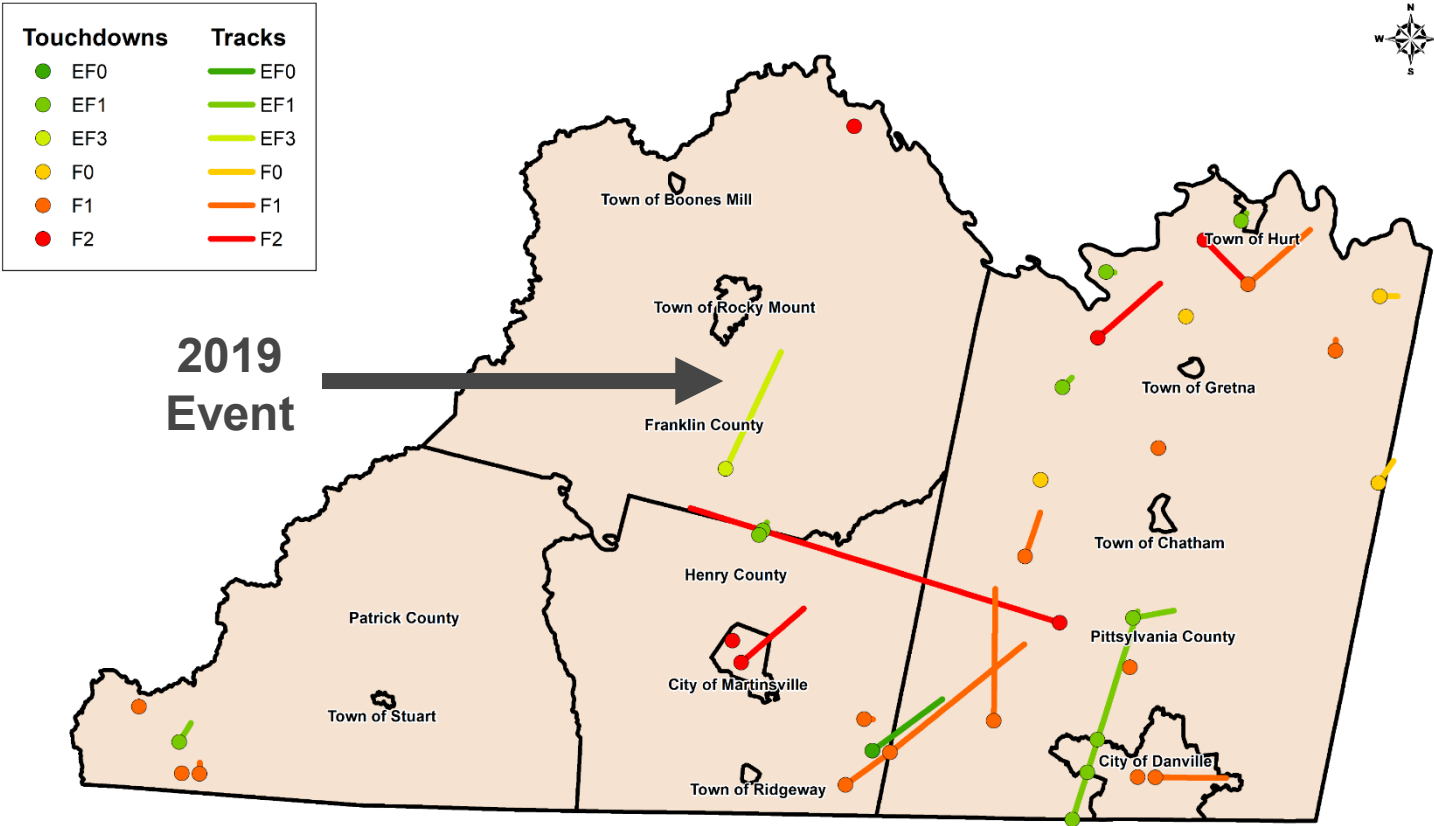 Touchdowns Tracks
EF0 EF0
EF1 EF1
EF3 EF3
F0 F0
F1 F1
F2 F2
N
W
S
Town of Boones Mill
Town of Hurt
Town of Rocky Mount
2019
Event
Town of Gretna
Franklin County
Town of Chatham
Henry County
Patrick County
Pittsylvania County
City of Martinsville
Town of Stuart
City of Danville
Town of Ridgeway